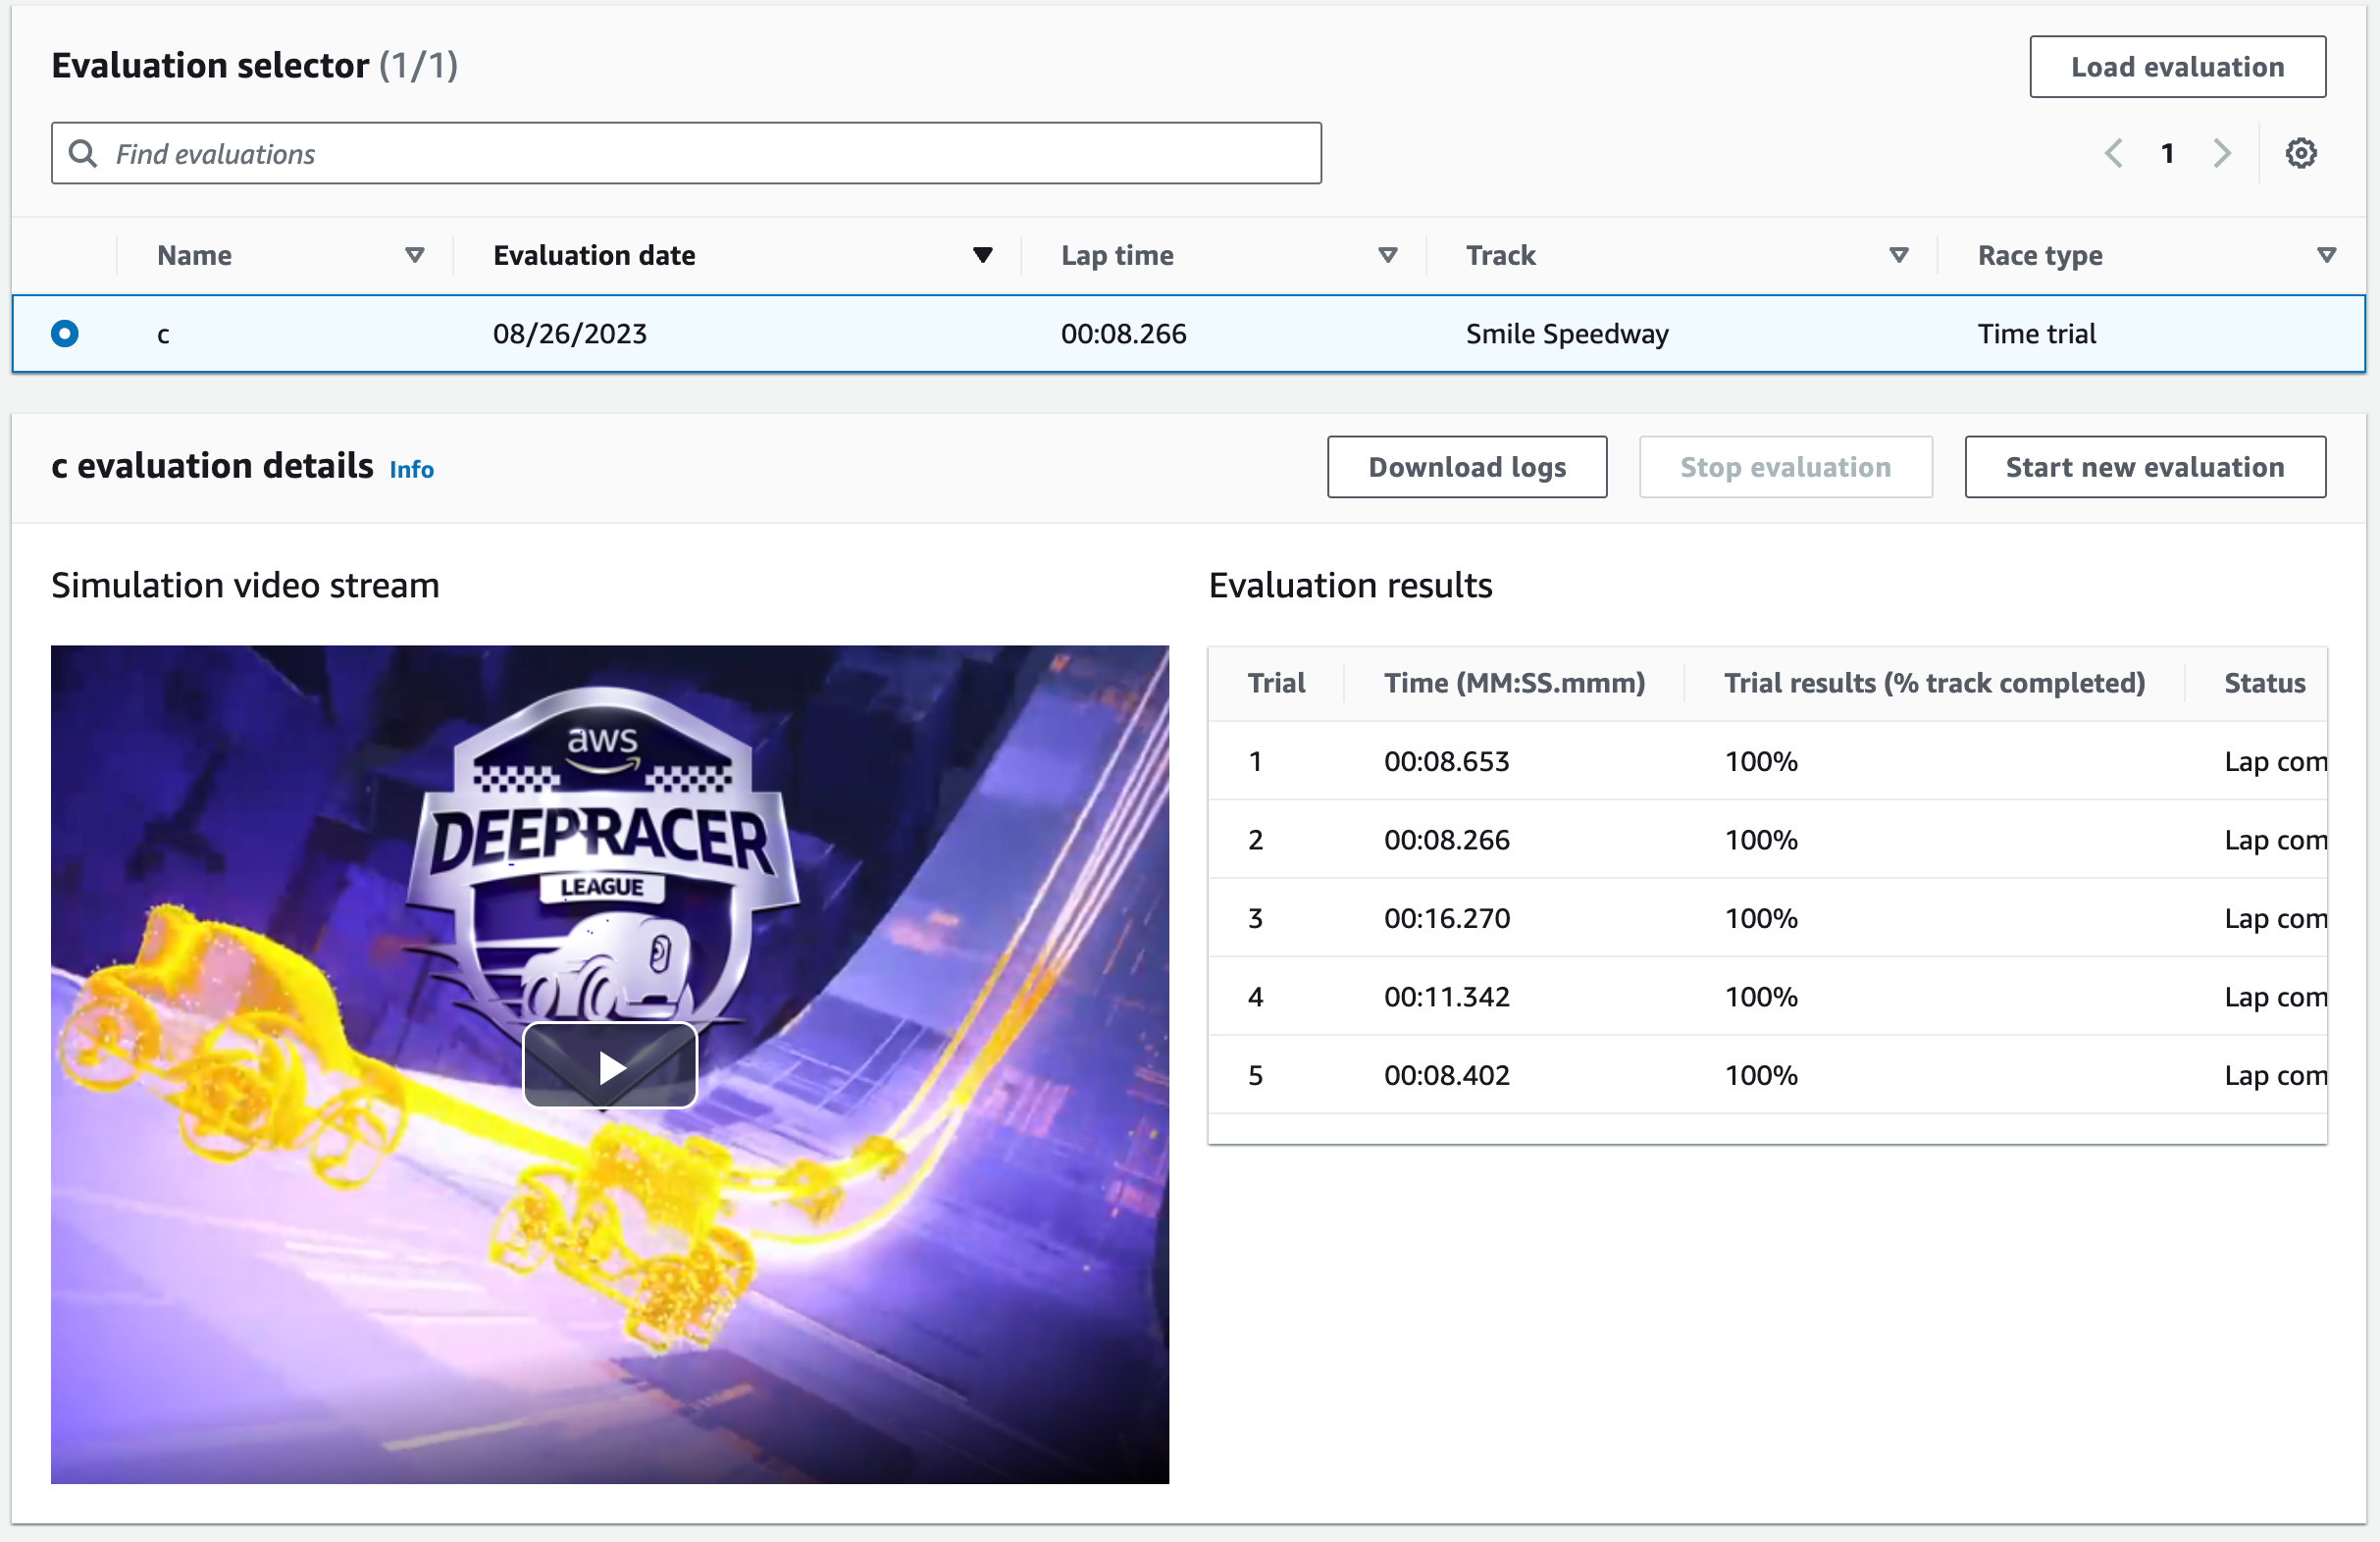 Evaluation selector (1/1)
Load evaluation
Find evaluations
1
Name
Evaluation date
Lap time
Track
Race type
c
08/26/2023
00:08.266
Smile Speedway
Time trial
c evaluation details Info
Download logs
Stop evaluation
Start new evaluation
Simulation video stream
aws
DEEPRACER
LEAGUE
Evaluation results
Trial
Time (MM:SS.mmm)
Trial results (% track completed)
Status
1 00:08.653 100% Lap com
2 00:08.266 100% Lap com
3 00:16.270 100% Lap com
4 00:11.342 100% Lap com
5 00:08.402 100% Lap com